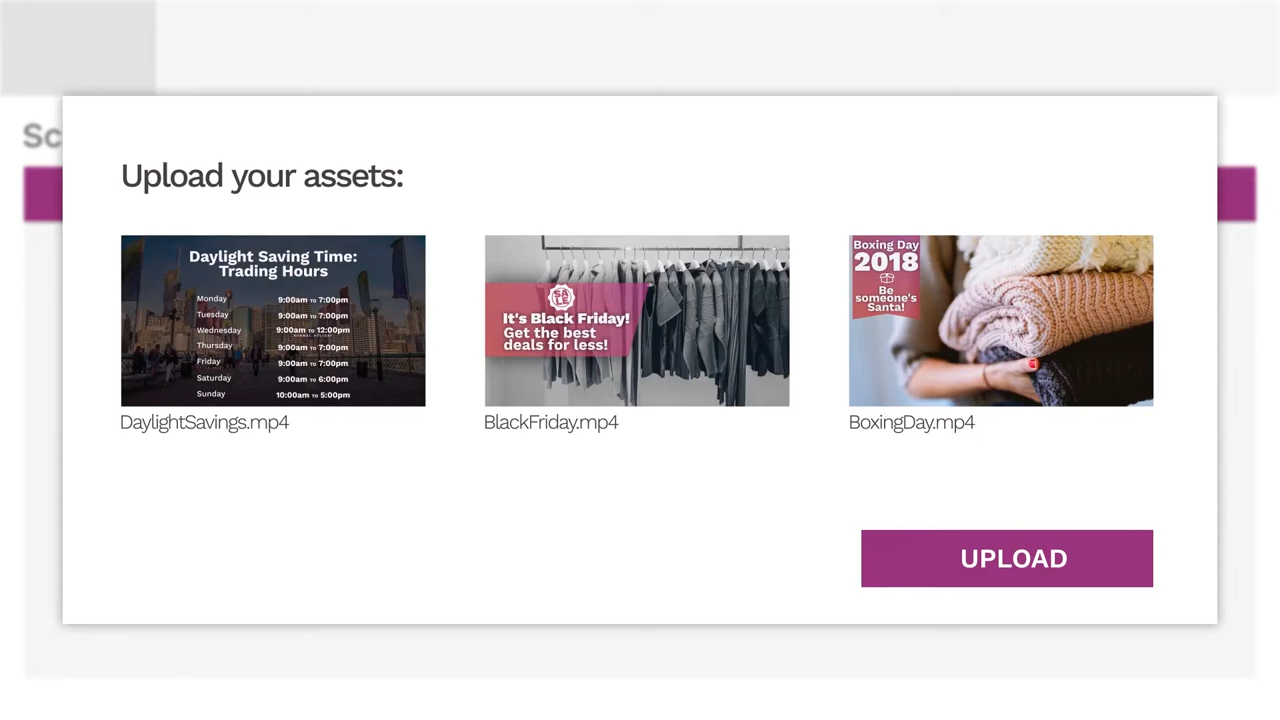 Sc
Upload your assets:
Daylight Saving Time:
Trading Hours
Monday 9:00am TO 7:00pm
Tuesday 9:00am TO 7:00pm
Wednesday 9:00am TO 12:00pm
Thursday 9:00am TO 7:00pm
Friday 9:00am TO 7:00pm
Saturday 9:00am TO 6:00pm
Sunday 10:00am TO 5:00pm
DaylightSavings.mp4
SA
LE
It's Black Friday!
Get the best
deals for less!
BlackFriday.mp4
Boxing Day
2018
Be
someone's
Santa!
BoxingDay.mp4
UPLOAD